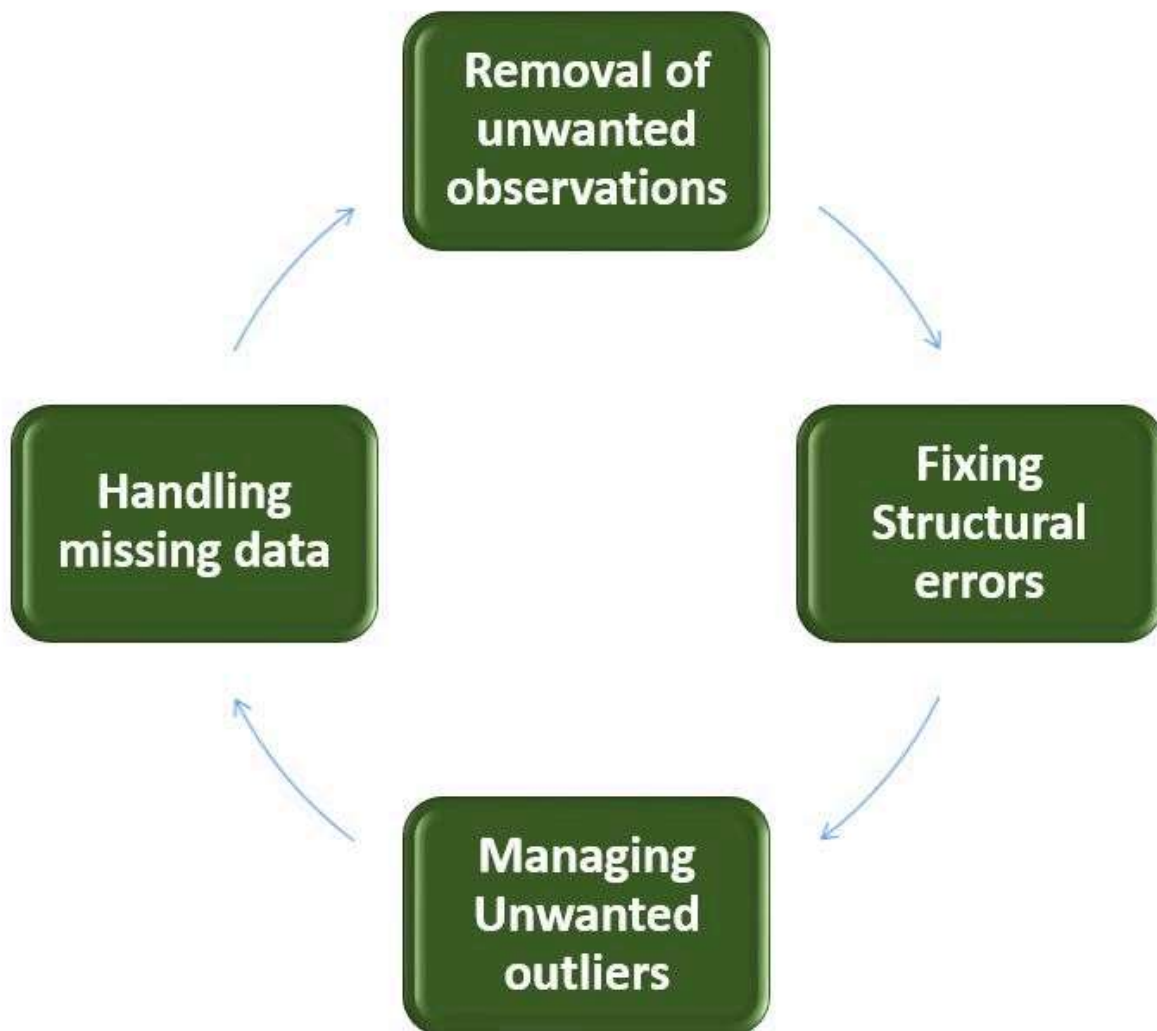 Removal of
unwanted
observations
Handling
missing data
Fixing
Structural
errors
Managing
Unwanted
outliers